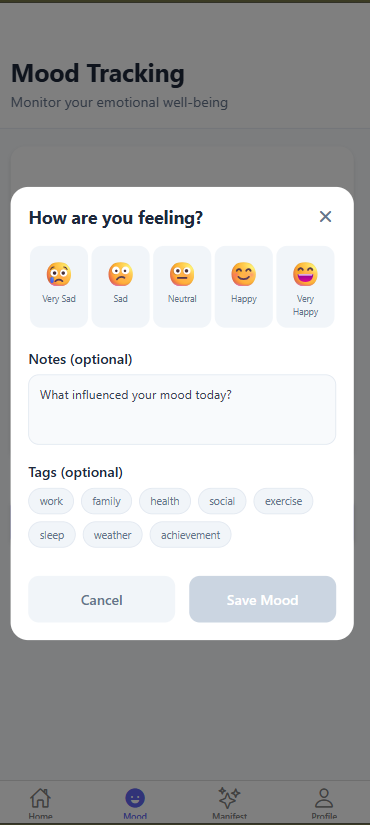 Mood Tracking
Monitor your emotional well-being
How are you feeling?
Very Sad
Sad
Neutral
Happy
Very
Happy
Notes (optional)
What influenced your mood today?
Tags (optional)
work family health social exercise
sleep weather achievement
Cancel Save Mood
Home Mood Manifest Profile